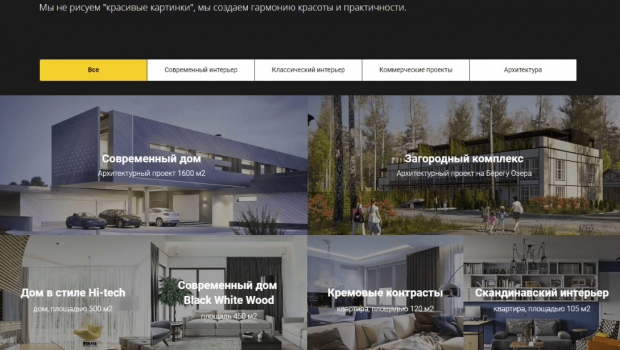 Мы не рисуем "красивые картинки", мы создаем гармонию красоты и практичности.
Все
Современный интерьер
Классический интерьер
Коммерческие проекты
Архитектура
Современный дом
Архитектурный проект 1600 м2
Загородный комплекс
Архитектурный проект на Берегу Озера
Дом в стиле Hi-tech
дом, площадью 500 м2
Современный дом
Black White Wood
площаь 450 м2
Кремовые контрасты
квартира, площадью 120 м2
Скандинавский интерьер
квартира, площадью 105 м2